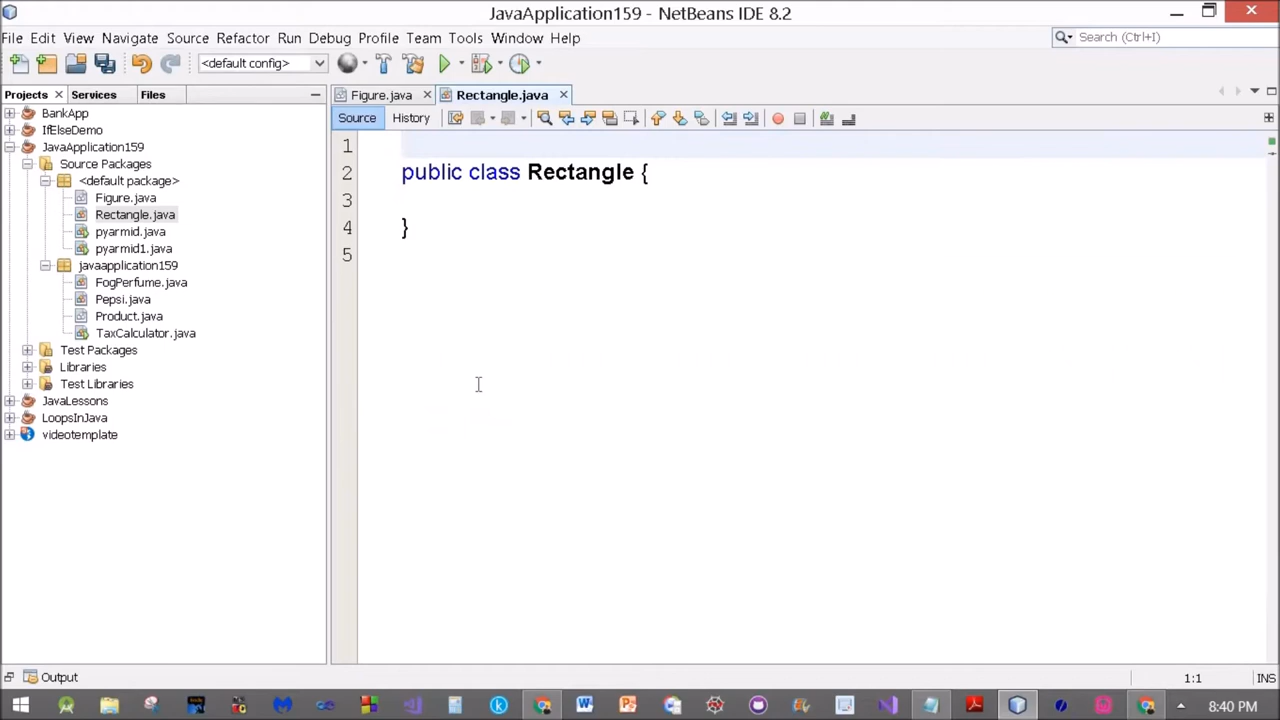 JavaApplication159 - NetBeans IDE 8.2
File Edit View Navigate Source Refactor Run Debug Profile Team Tools Window Help
Search (Ctrl+I)
<default config>
Projects Services Files
Figure.java Rectangle.java
Source History
BankApp
IfElseDemo
JavaApplication159
Source Packages
<default package>
Figure.java
Rectangle.java
pyarmid.java
pyarmid1.java
javaapplication159
FogPerfume.java
Pepsi.java
Product.java
TaxCalculator.java
Test Packages
Libraries
Test Libraries
JavaLessons
LoopsInJava
videotemplate
1
2 public class Rectangle {
3
4 }
5
Output
1:1 INS
8:40 PM